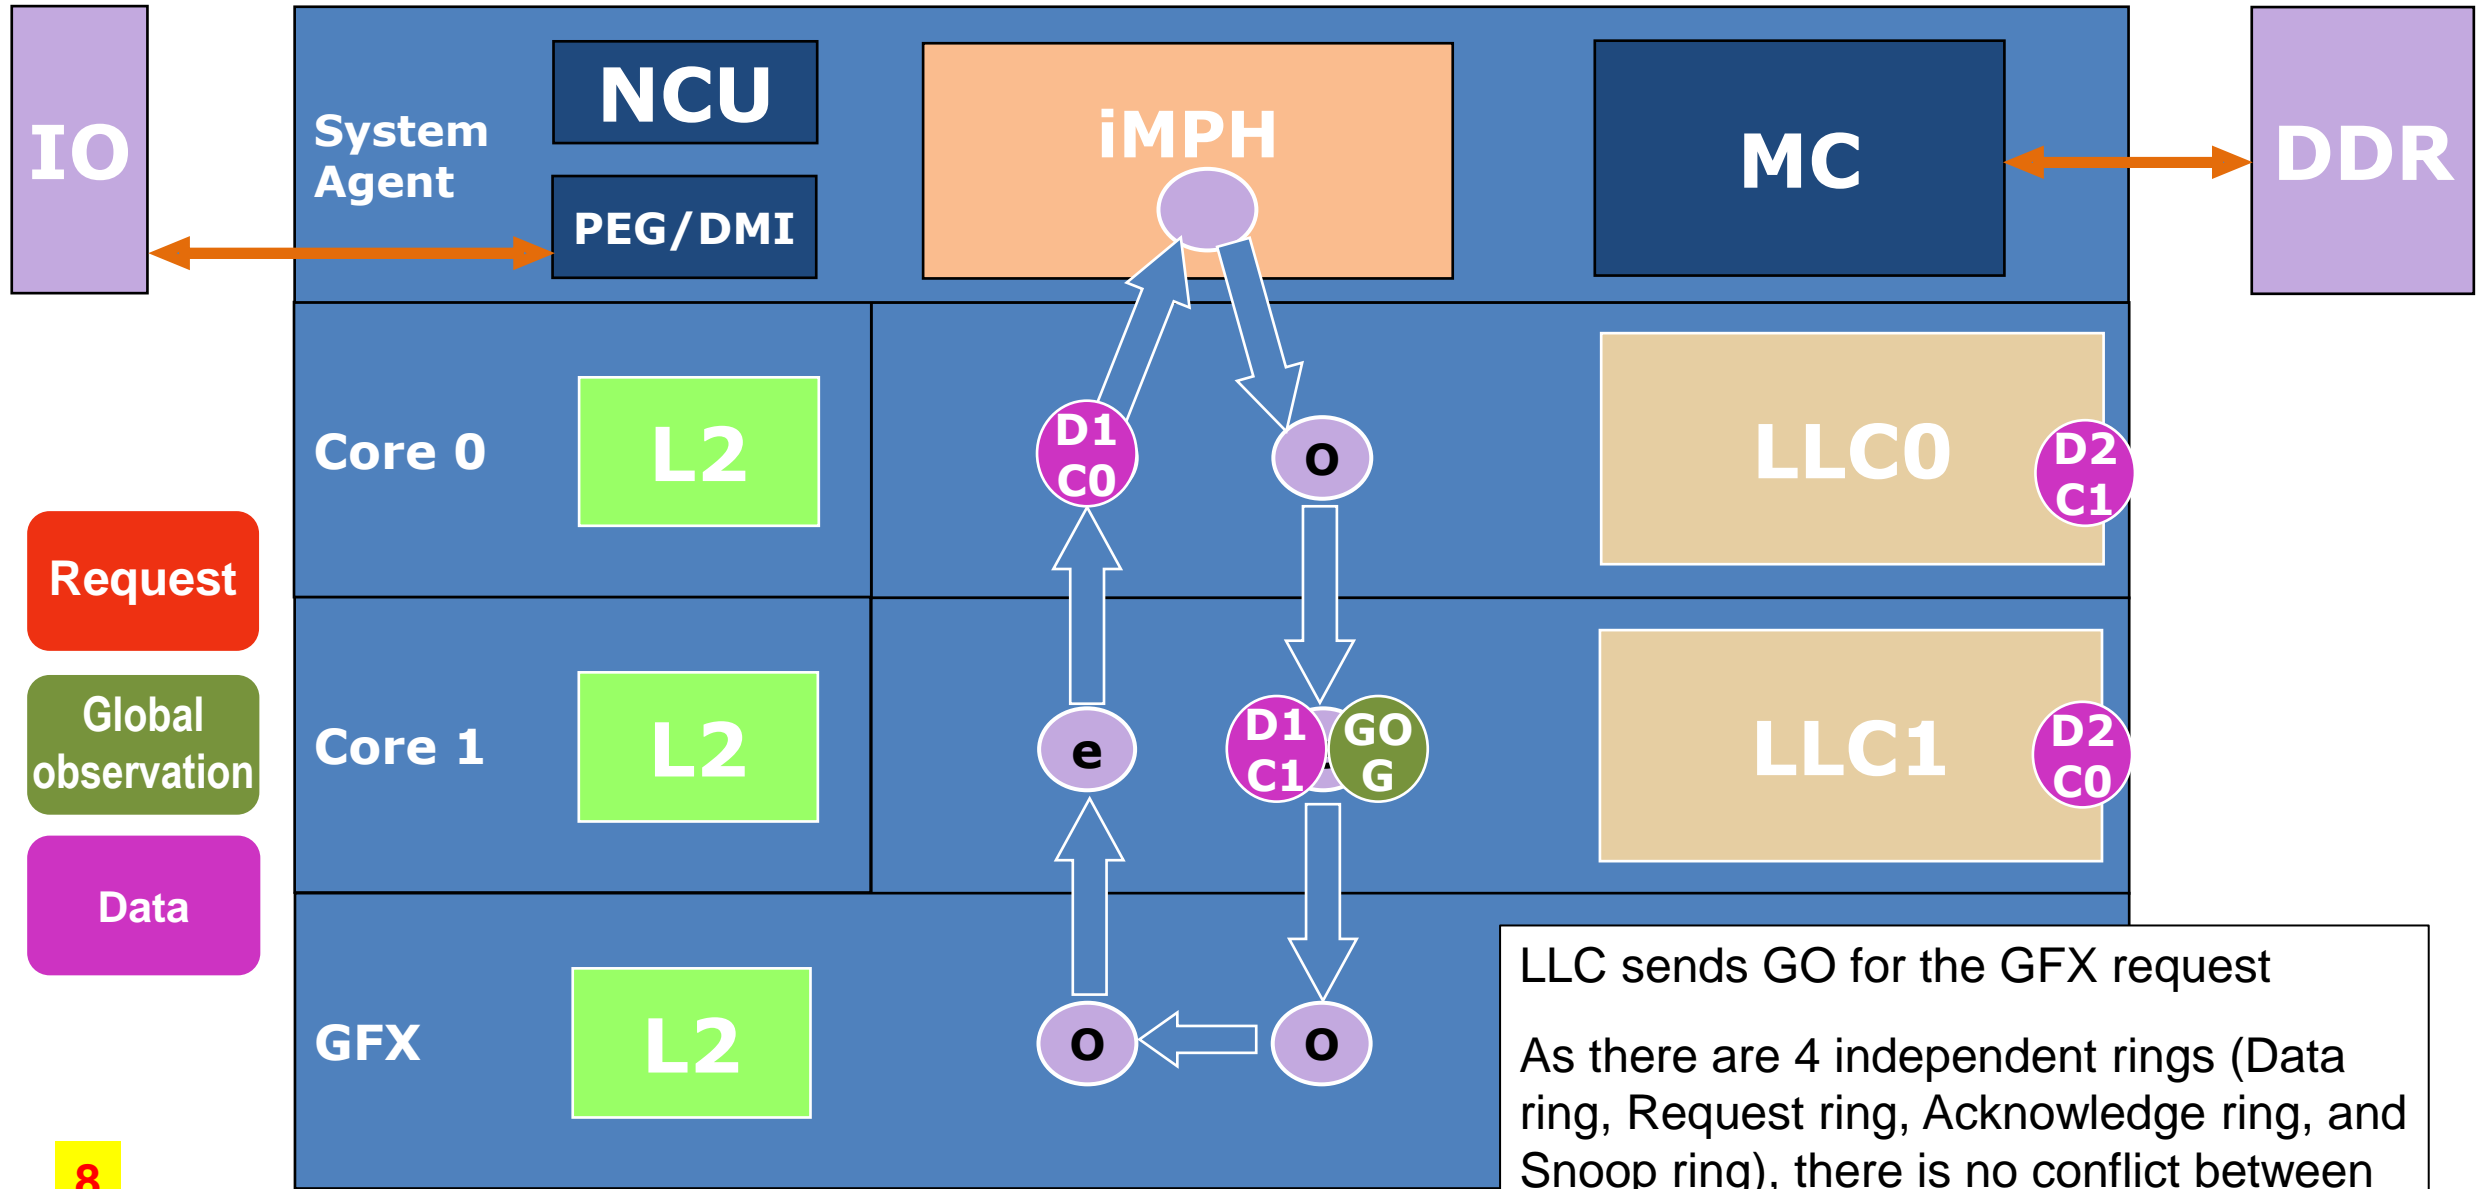 IO
System
Agent
NCU
PEG/DMI
iMPH
MC
DDR
Core 0
L2
D1
C0
O
LLC0
D2
C1
Request
Global
observation
Data
Core 1
L2
e
D1
C1
GO
G
LLC1
D2
C0
GFX
L2
O
O
LLC sends GO for the GFX request
As there are 4 independent rings (Data
ring, Request ring, Acknowledge ring, and
Snoop ring), there is no conflict between
8